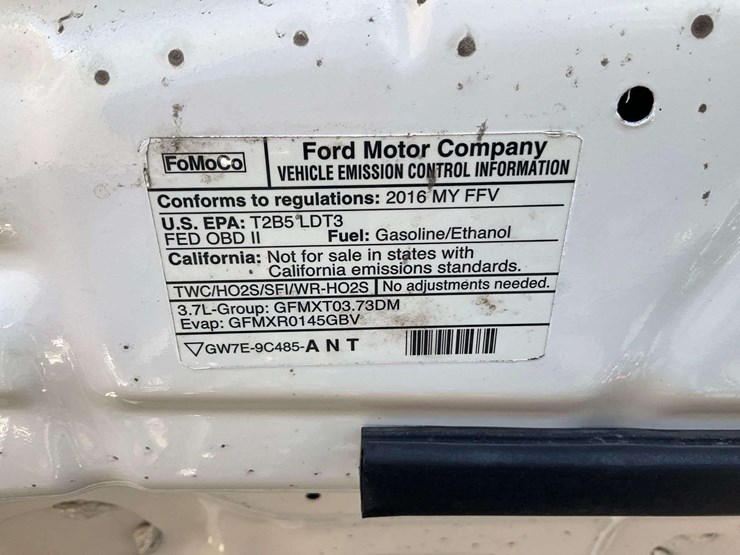 FoMoCo
Ford Motor Company
VEHICLE EMISSION CONTROL INFORMATION
Conforms to regulations: 2016 MY FFV
U.S. EPA: T2B5 LDT3
FED OBD II Fuel: Gasoline/Ethanol
California: Not for sale in states with
California emissions standards.
TWC/HO2S/SFI/WR-HO2S No adjustments needed.
3.7L-Group: GFMXT03.73DM
Evap: GFMXR0145GBV
GW7E-9C485-A N T